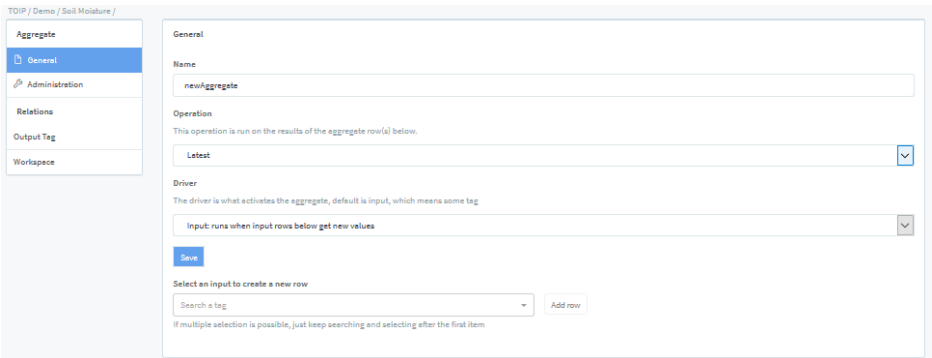 TOIP / Demo / Soil Moiature /
Aggregate
General
Administration
Relations
Output Tag
Workspace
General
Name
newAggregate
Operation
This operation is run on the results of the aggregate row(s) below.
Latest
Driver
The driver is what activates the aggregate, default is input, which means some tag
Input: runs when input rows below get new values
Save
Select an input to create a new row
Search a tag
Add row
If multiple selection is possible, just keep searching and selecting after the first item